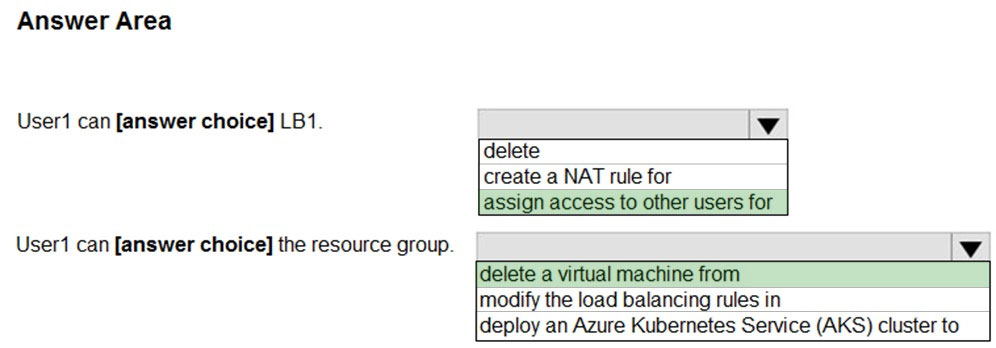 Answer Area
User1 can [answer choice] LB1.
delete
create a NAT rule for
assign access to other users for
User1 can [answer choice] the resource group.
delete a virtual machine from
modify the load balancing rules in
deploy an Azure Kubernetes Service (AKS) cluster to